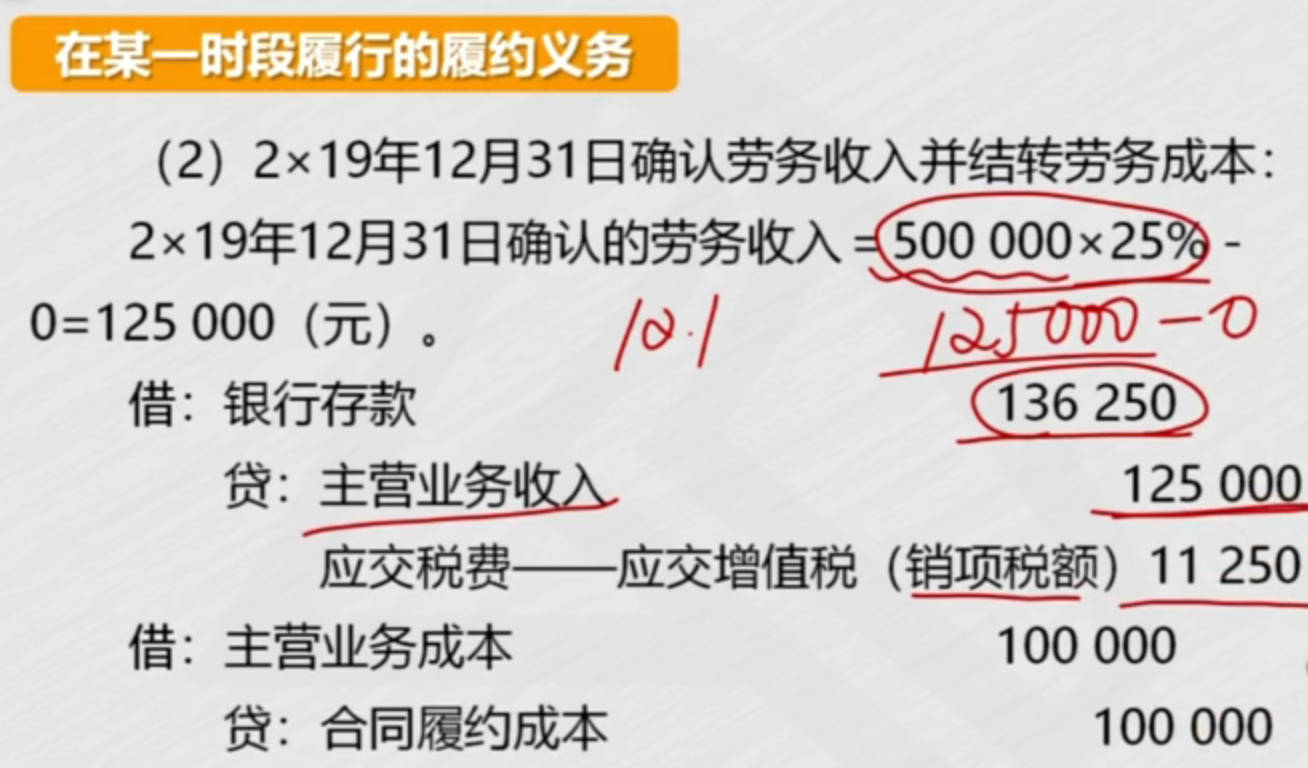 在某一时段履行的履约义务
（2）2×19年12月31日确认劳务收入并结转劳务成本：
2×19年12月31日确认的劳务收入 =500 000×25% -
0=125 000（元）。
12.1
125000-0
借：银行存款 136 250
贷：主营业务收入 125 000
应交税费——应交增值税（销项税额） 11 250
借：主营业务成本 100 000
贷：合同履约成本 100 000